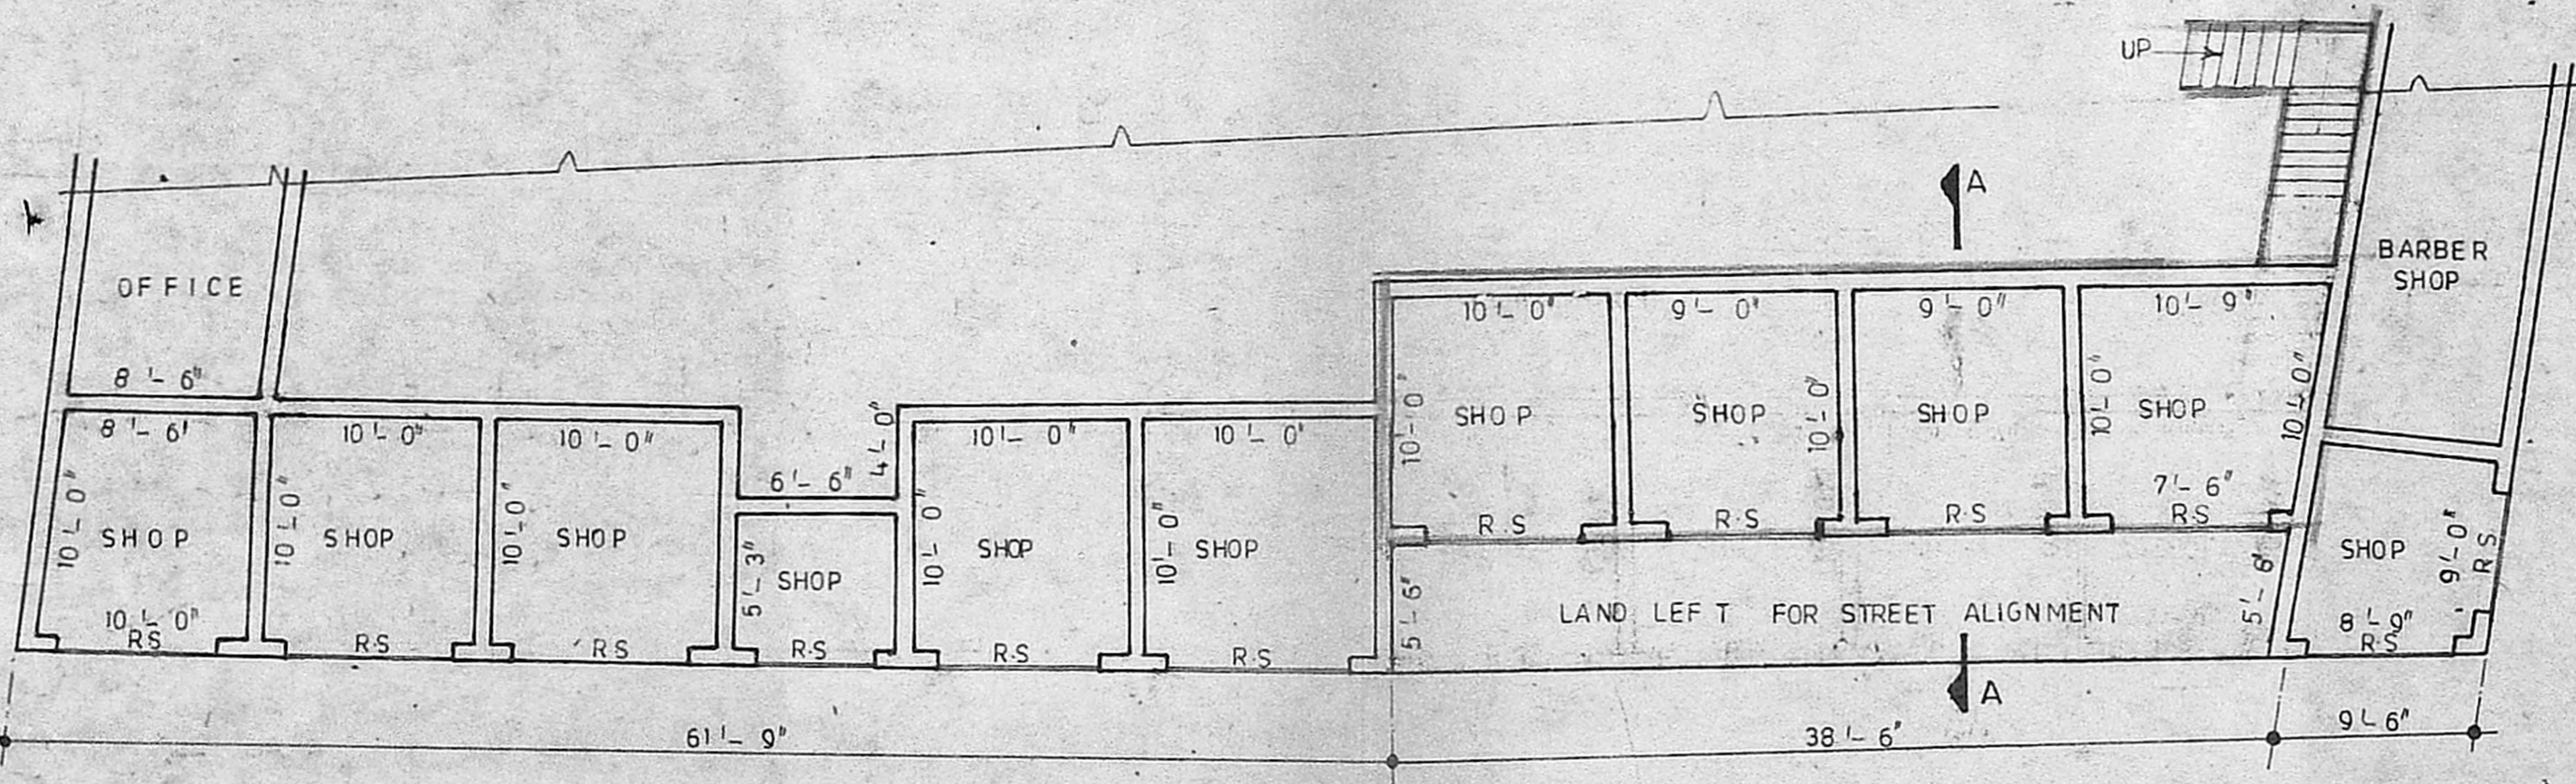 UP
A
BARBER
SHOP
OFFICE
8'-6"
10'-0"
9'-0"
9'-0"
10'-9"
8'-6'
10'-0"
10'-0"
6'-6"
4'-0"
10'-0"
10'-0'
10'-0"
SHOP
SHOP
10'-0'
SHOP
10'-0"
SHOP
10'-0"
7'-6"
R.S
R.S
R.S
R.S
10'-0"
SHOP
10'-0"
SHOP
10'-0"
SHOP
5'-3"
SHOP
10'-0"
SHOP
10'-0"
SHOP
SHOP
9'-0"
RS
10'-0"
RS
R.S
R.S
R.S
R.S
R.S
5'-6"
LAND LEFT FOR STREET ALIGNMENT
5'-6'
8'-9"
R.S
A
61'-9"
38'-6"
9'-6"